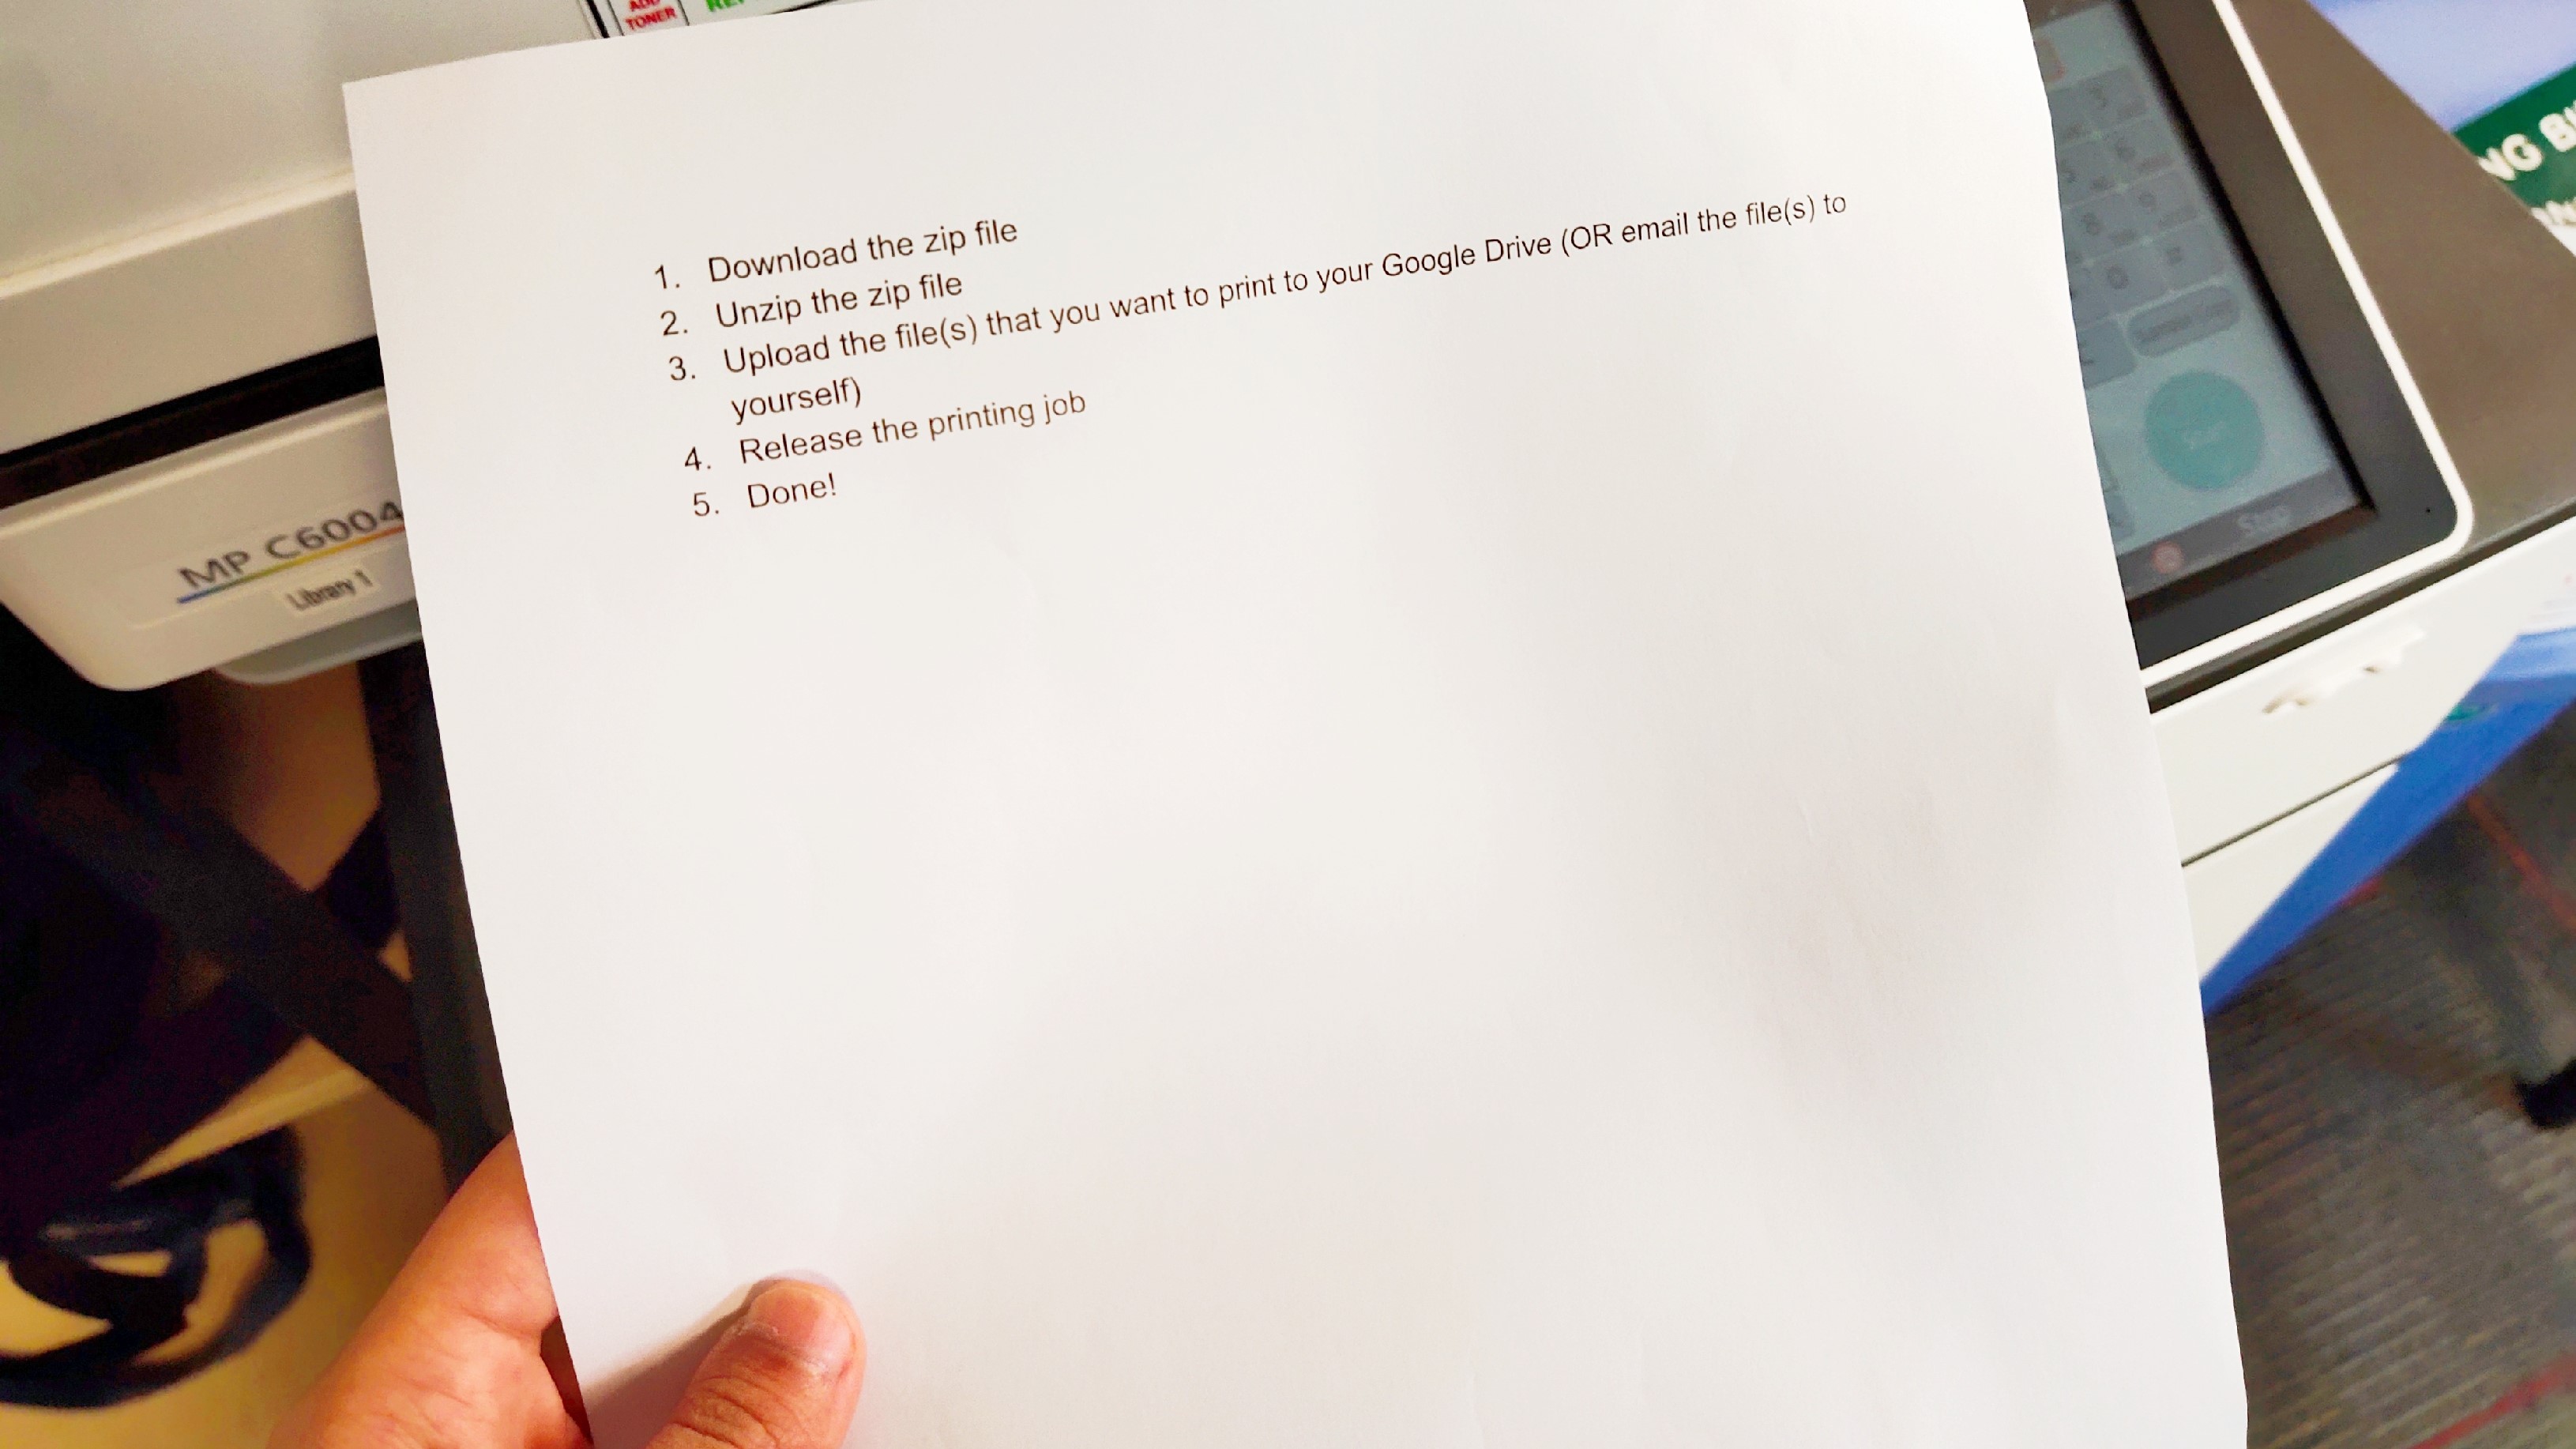 ADD
TONER
1. Download the zip file
2. Unzip the zip file
3. Upload the file(s) that you want to print to your Google Drive (OR email the file(s) to
yourself)
4. Release the printing job
5. Done!
MP C6004
Library 1
Start
Stop